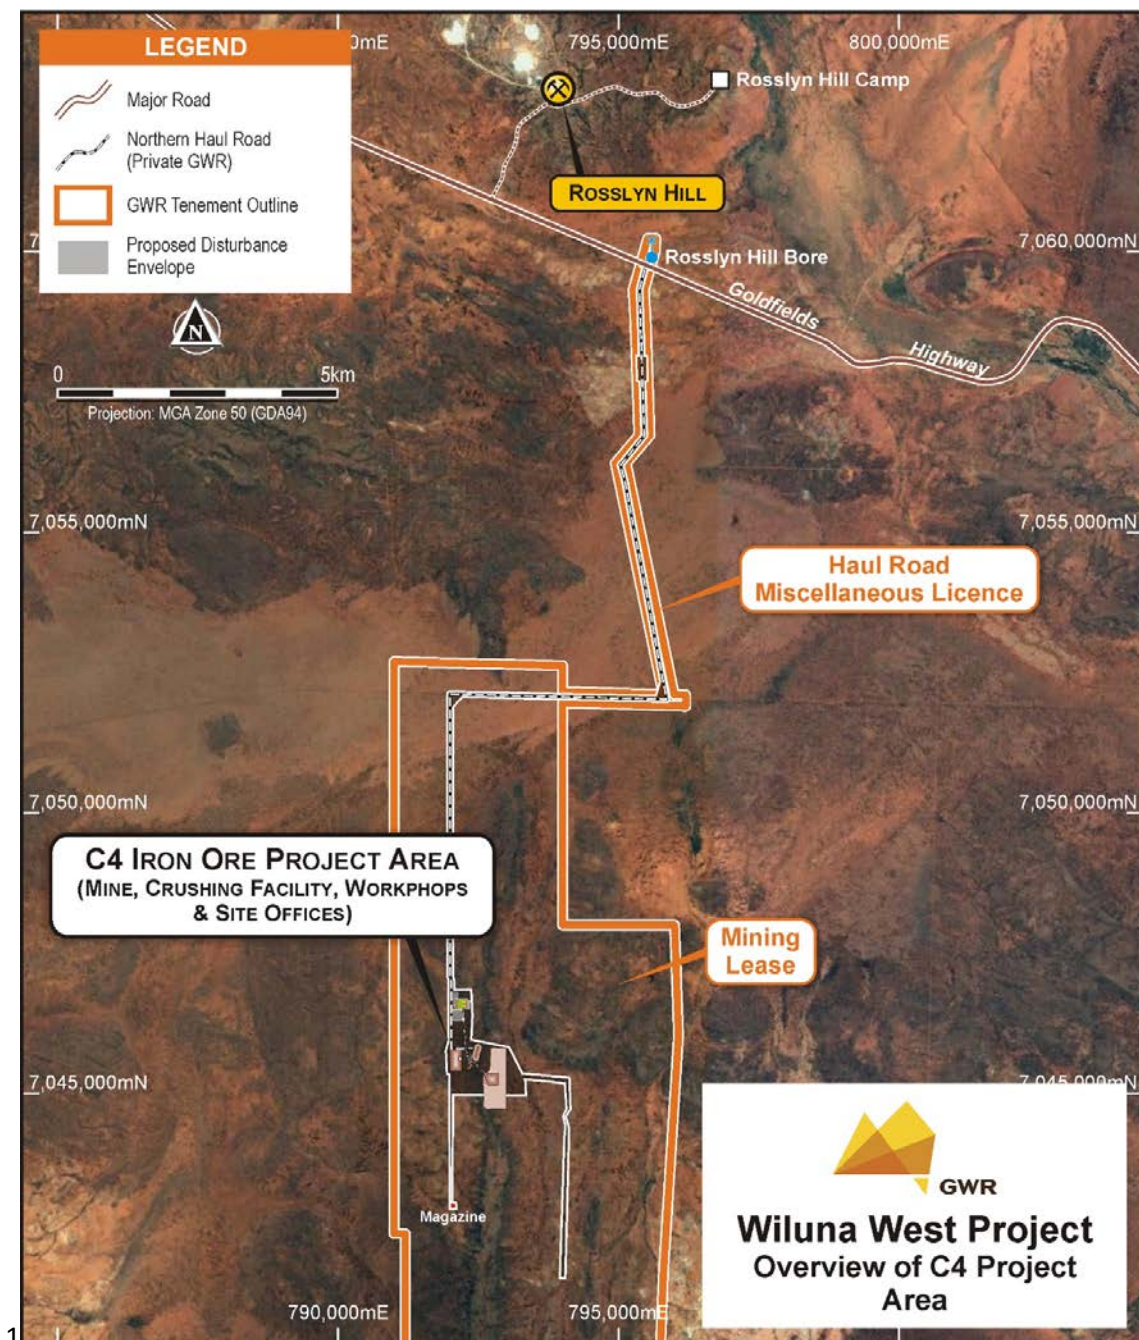 LEGEND
Major Road
Northern Haul Road
(Private GWR)
GWR Tenement Outline
Proposed Disturbance
Envelope
0mE
795,000mE
800,000mE
Rosslyn Hill Camp
ROSSLYN HILL
7
7,060,000mN
Rosslyn Hill Bore
Goldfields
Highway
N
0
5km
Projection: MGA Zone 50 (GDA94)
7,055,000mN
7,055,000mN
Haul Road
Miscellaneous Licence
7,050,000mN
7,050,000mN
C4 IRON ORE PROJECT AREA
(MINE, CRUSHING FACILITY, WORKPHOPS
& SITE OFFICES)
Mining
Lease
7,045,000mN
7,045,000mN
Magazine
GWR
Wiluna West Project
Overview of C4 Project
Area
790,000mE
795,000mE
1